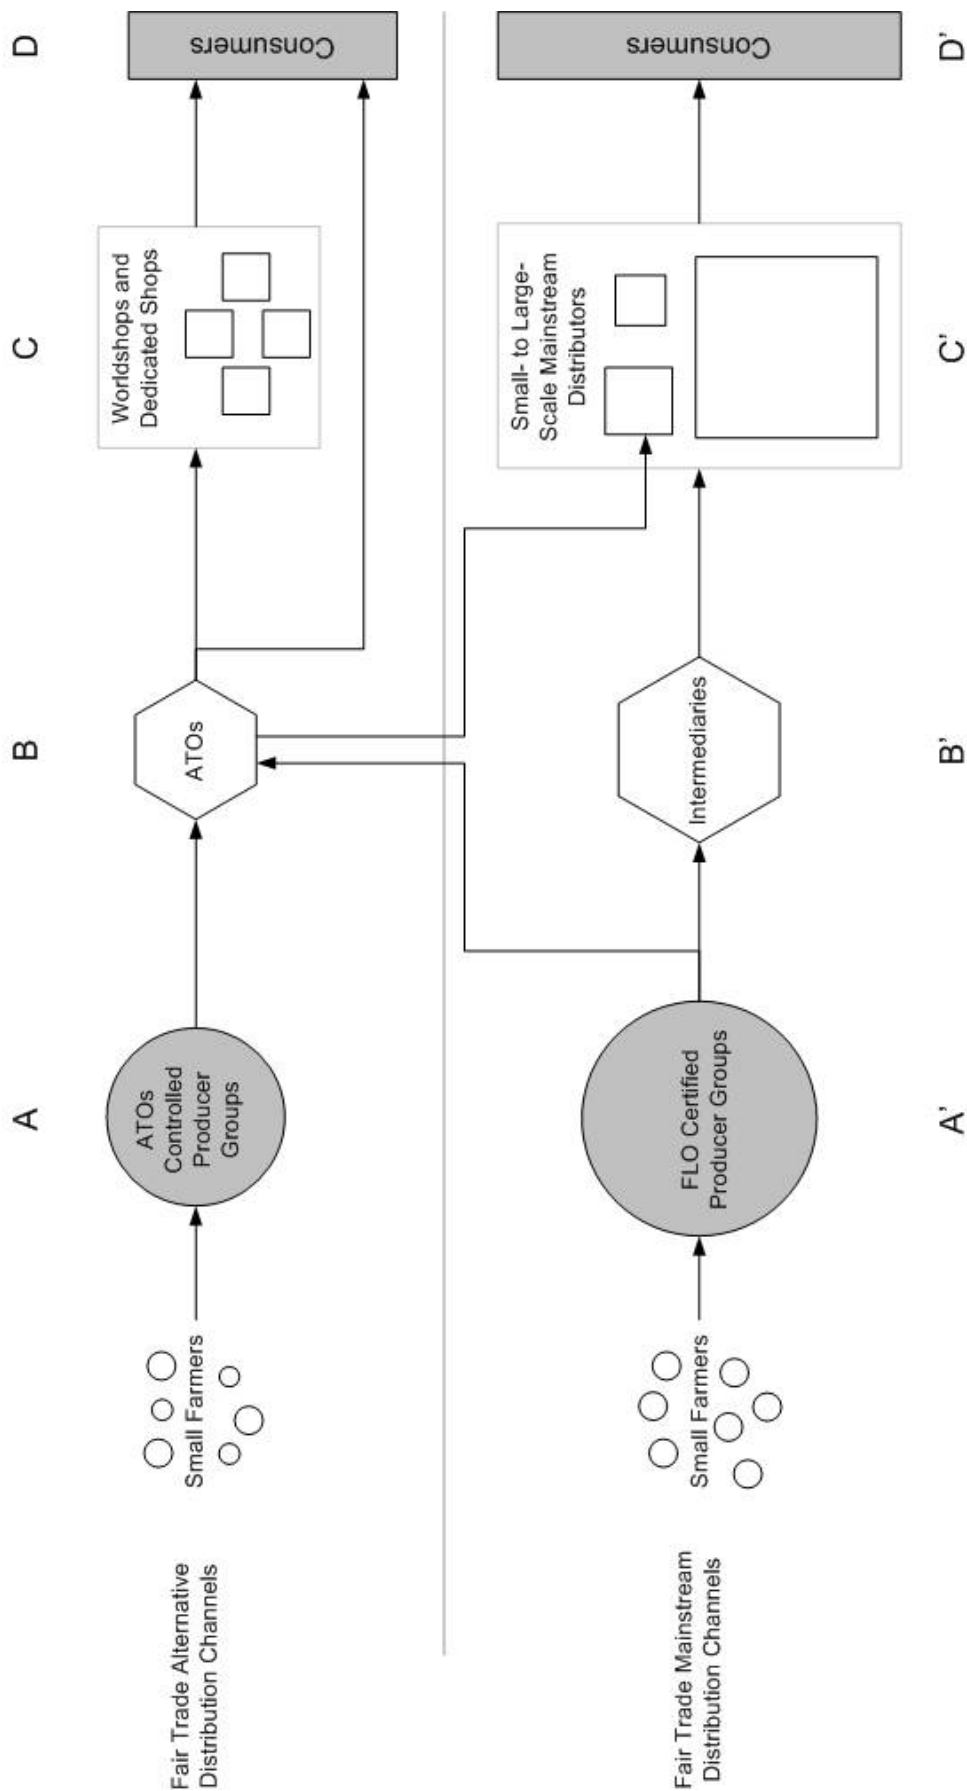 A
B
C
D
Fair Trade Alternative
Distribution Channels
Small Farmers
ATOs
Controlled
Producer
Groups
ATOs
Worldshops and
Dedicated Shops
Consumers
Fair Trade Mainstream
Distribution Channels
Small Farmers
FLO Certified
Producer Groups
Intermediaries
Small- to Large-
Scale Mainstream
Distributors
Consumers
A’
B’
C’
D’